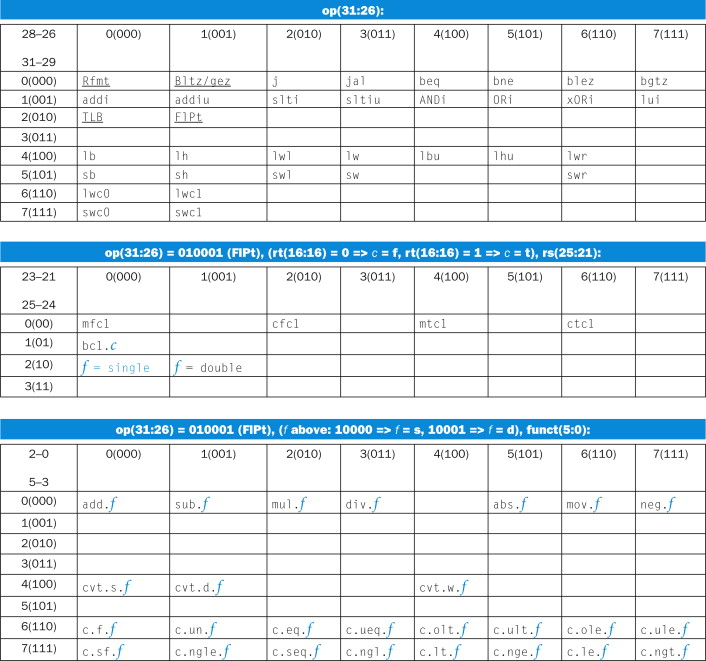 op(31:26):
28–26 0(000) 1(001) 2(010) 3(011) 4(100) 5(101) 6(110) 7(111)
31–29
0(000) Rfmt Bltz/gez j jal beq bne blez bgtz
1(001) addi addiu slti sltiu ANDi ORi xORi lui
2(010) TLB FlPt
3(011)
4(100) lb lh lwl lw lbu lhu lwr
5(101) sb sh swl sw swr
6(110) lwc0 lwc1
7(111) swc0 swc1
op(31:26) = 010001 (FlPt), (rt(16:16) = 0 => c = f, rt(16:16) = 1 => c = t), rs(25:21):
23–21 0(000) 1(001) 2(010) 3(011) 4(100) 5(101) 6(110) 7(111)
25–24
0(00) mfc1 cfc1 mtc1 ctc1
1(01) bc1.c
2(10) f = single f = double
3(11)
op(31:26) = 010001 (FlPt), (f above: 10000 => f = s, 10001 => f = d), funct(5:0):
2–0 0(000) 1(001) 2(010) 3(011) 4(100) 5(101) 6(110) 7(111)
5–3
0(000) add.f sub.f mul.f div.f abs.f mov.f neg.f
1(001)
2(010)
3(011)
4(100) cvt.s.f cvt.d.f cvt.w.f
5(101)
6(110) c.f.f c.un.f c.eq.f c.ueq.f c.olt.f c.ult.f c.ole.f c.ule.f
7(111) c.sf.f c.ngle.f c.seq.f c.ngl.f c.lt.f c.nge.f c.le.f c.ngt.f